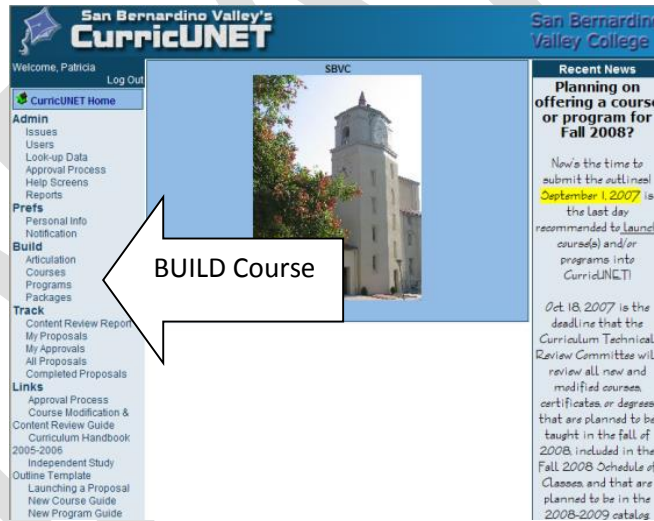 San Bernardino Valley's
CurricUNET
San Bernardino
Valley College
Welcome, Patricia
Log Out
CurricUNET Home
Admin
Issues
Users
Look-up Data
Approval Process
Help Screens
Reports
Prefs
Personal Info
Notification
Build
Articulation
Courses
Programs
Packages
Track
Content Review Report
My Proposals
My Approvals
All Proposals
Completed Proposals
Links
Approval Process
Course Modification &
Content Review Guide
Curriculum Handbook
2005-2006
Independent Study
Outline Template
Launching a Proposal
New Course Guide
New Program Guide
SBVC
BUILD Course
Recent News
Planning on
offering a course
or program for
Fall 2008?
Now's the time to
submit the outlines!
September 1, 2007 is
the last day
recommended to launch
course(s) and/or
programs into
CurricUNET!
Oct 18, 2007 is the
deadline that the
Curriculum Technical
Review Committee will
review all new and
modified courses,
certificates, or degrees
that are planned to be
taught in the fall of
2008, included in the
Fall 2008 Schedule of
Classes, and that are
planned to be in the
2008-2009 catalog